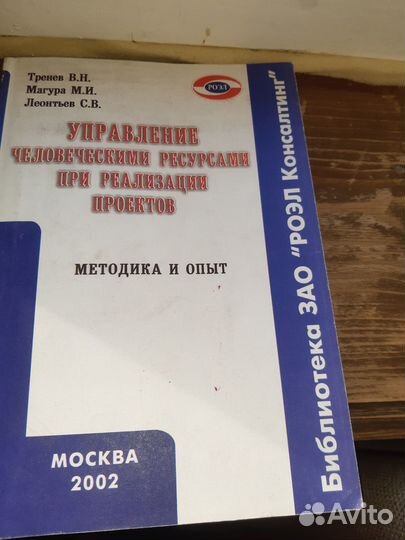 Тренев В.Н.
Магура М.И.
Леонтьев С.В.
РОЭЛ
УПРАВЛЕНИЕ
ЧЕЛОВЕЧЕСКИМИ РЕСУРСАМИ
ПРИ РЕАЛИЗАЦИИ
ПРОЕКТОВ
МЕТОДИКА И ОПЫТ
МОСКВА
2002
Библиотека ЗАО "РОЭЛ Консалтинг"
Avito